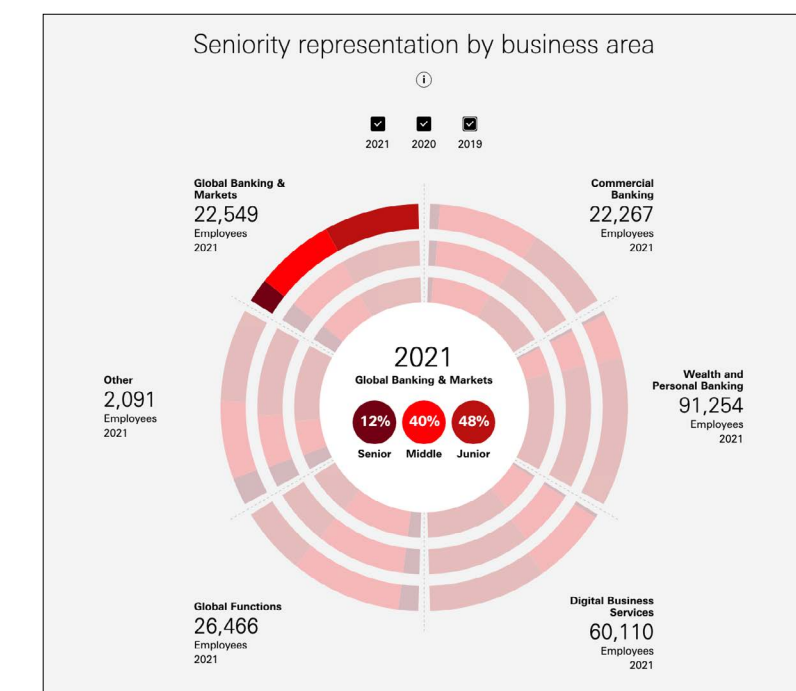 Seniority representation by business area
i
2021 2020 2019
Global Banking &
Markets
22,549
Employees
2021
Commercial
Banking
22,267
Employees
2021
Other
2,091
Employees
2021
2021
Global Banking & Markets
12% 40% 48%
Senior Middle Junior
Wealth and
Personal Banking
91,254
Employees
2021
Global Functions
26,466
Employees
2021
Digital Business
Services
60,110
Employees
2021